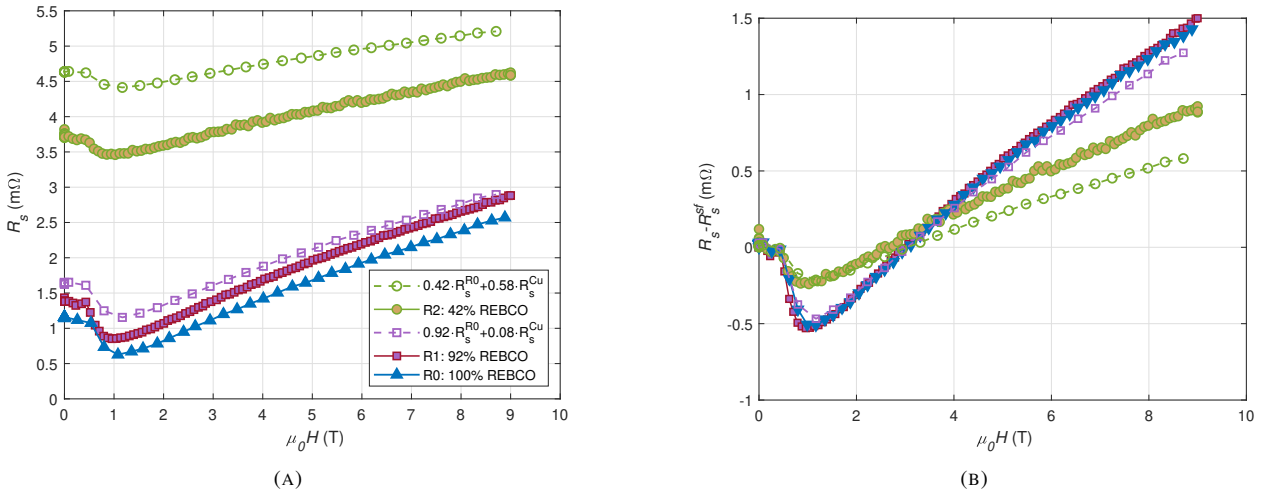 5.5
5
4.5
4
3.5
3
2.5
2
1.5
1
0.5
0
R_s (mΩ)
0 1 2 3 4 5 6 7 8 9 10
μ_0H (T)
0.42·R_s^R0+0.58·R_s^Cu
R2: 42% REBCO
0.92·R_s^R0+0.08·R_s^Cu
R1: 92% REBCO
R0: 100% REBCO
(A)
1.5
1
0.5
0
-0.5
-1
R_s-R_s^sf (mΩ)
0 2 4 6 8 10
μ_0H (T)
(B)